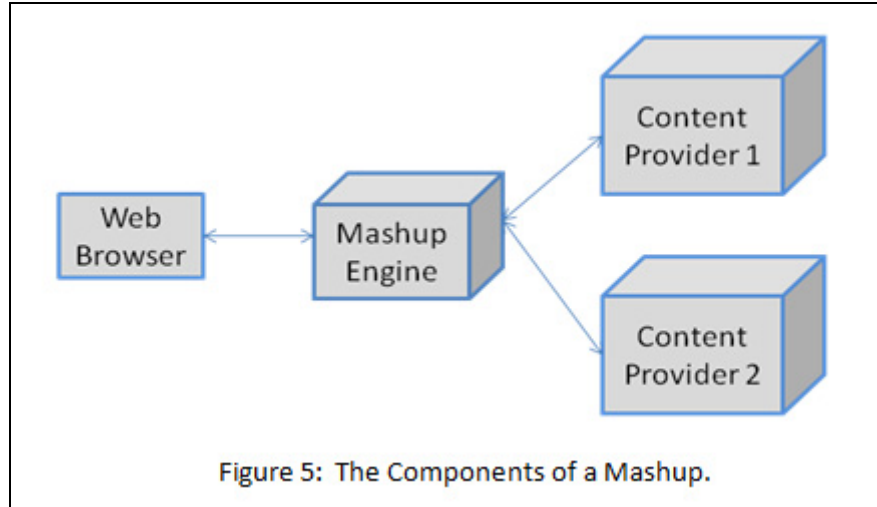 Web
Browser
Mashup
Engine
Content
Provider 1
Content
Provider 2
Figure 5: The Components of a Mashup.